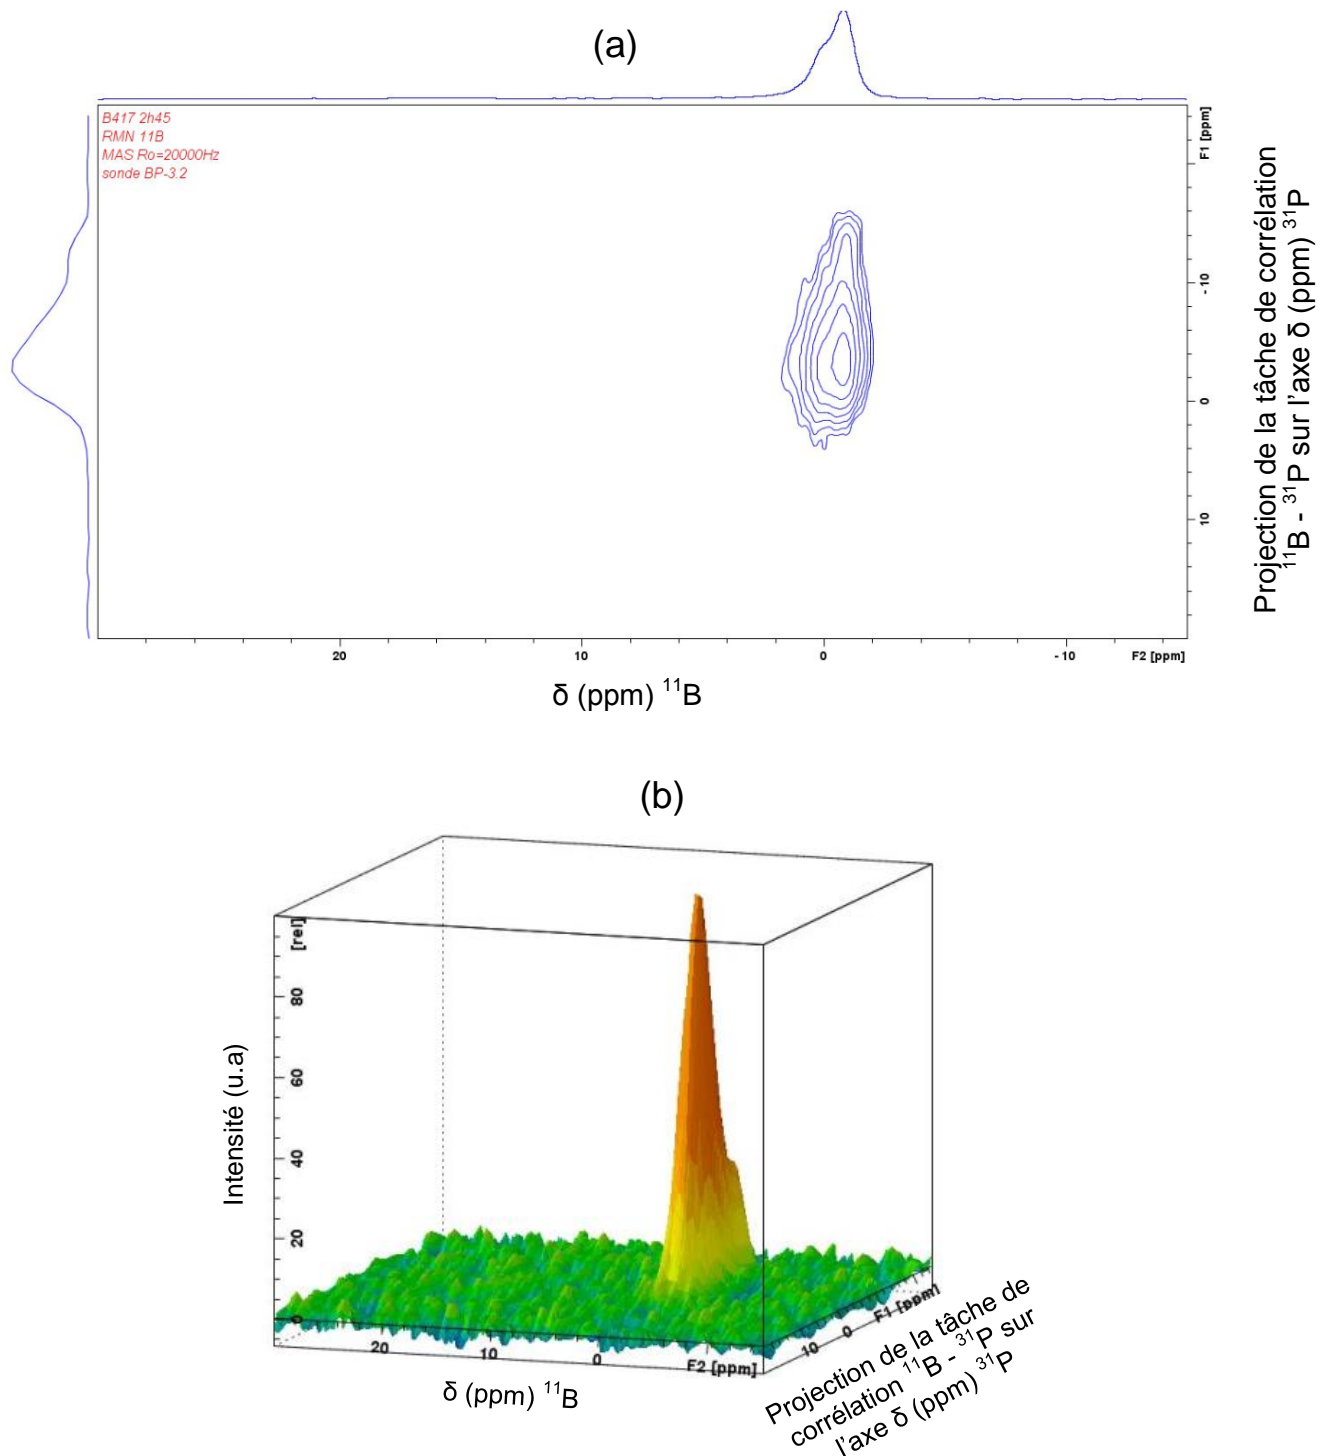 (a)
B417 2h45
RMN 11B
MAS Ro=20000Hz
sonde BP-3.2
F1 [ppm]
-10
0
10
Projection de la tâche de corrélation
¹¹B - ³¹P sur l'axe δ (ppm) ³¹P
20 10 0 -10 F2 [ppm]
δ (ppm) ¹¹B
(b)
[rel]
80
60
40
20
0
Intensité (u.a)
20 10 0 F2 [ppm]
10 0 F1 [ppm]
δ (ppm) ¹¹B
Projection de la tâche de
corrélation ¹¹B - ³¹P sur
l'axe δ (ppm) ³¹P